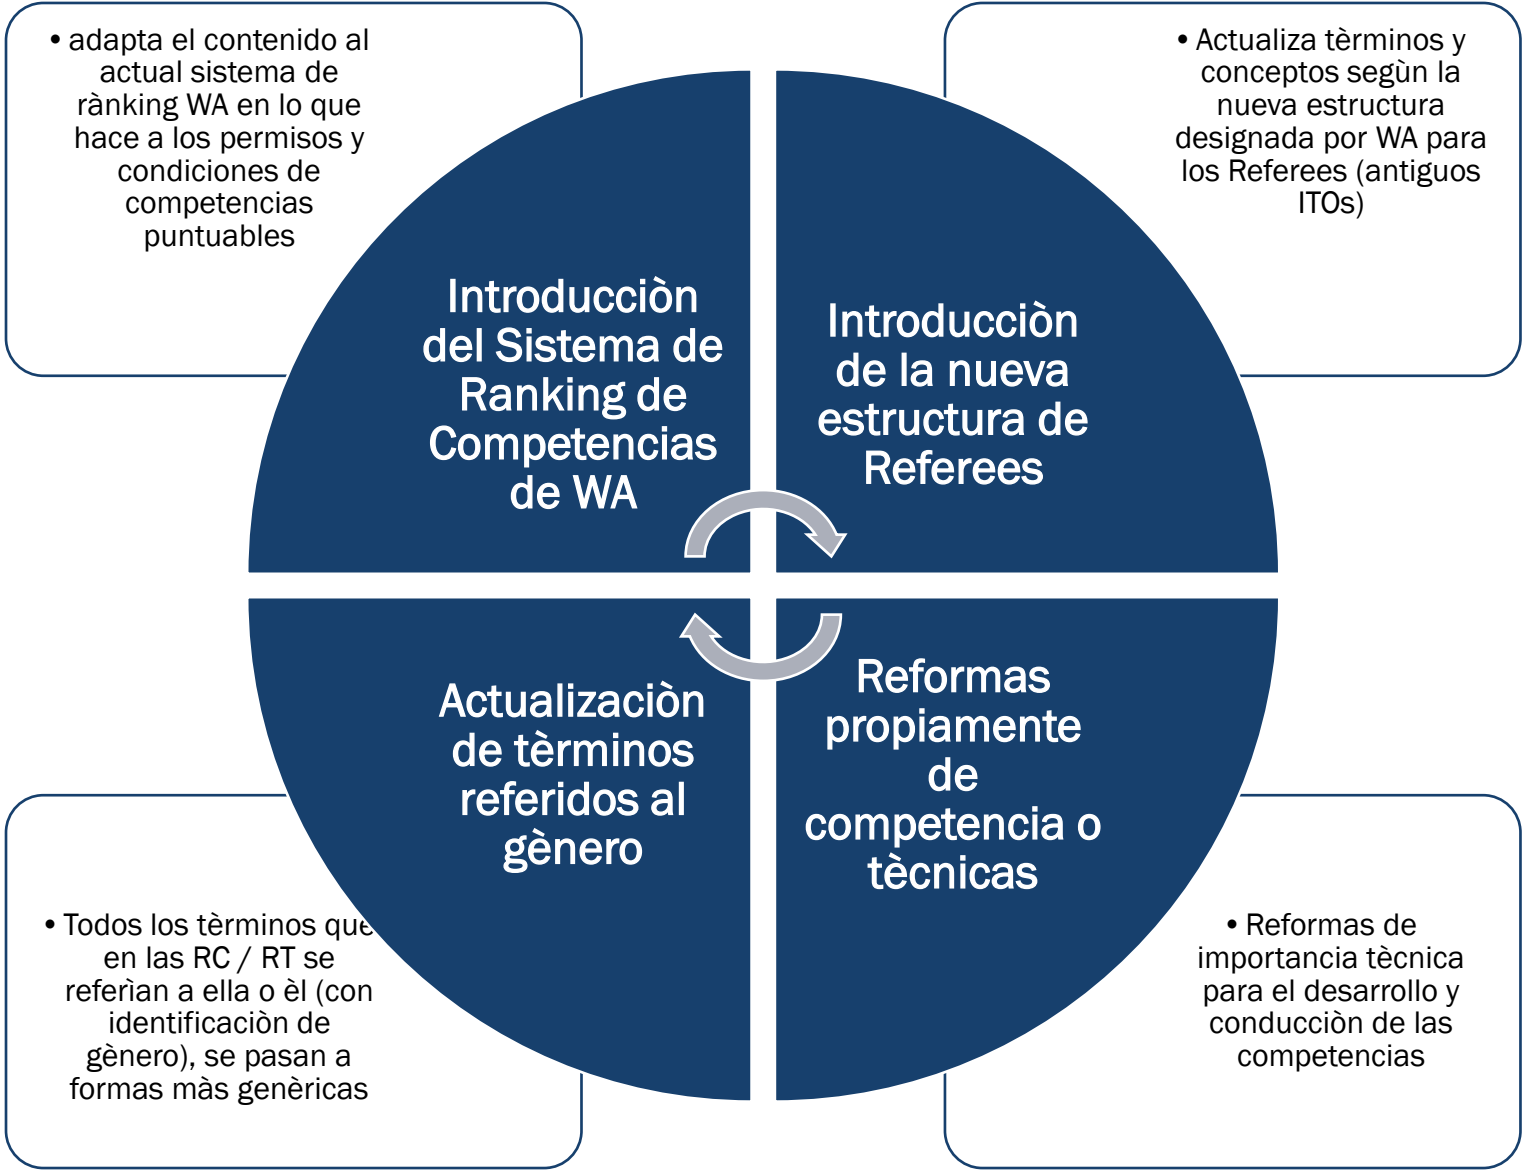 • adapta el contenido al
actual sistema de
rànking WA en lo que
hace a los permisos y
condiciones de
competencias
puntuables
Introducciòn
del Sistema de
Ranking de
Competencias
de WA
• Actualiza tèrminos y
conceptos segùn la
nueva estructura
designada por WA para
los Referees (antiguos
ITOs)
Introducciòn
de la nueva
estructura de
Referees
Actualizaciòn
de tèrminos
referidos al
gènero
• Todos los tèrminos que
en las RC / RT se
referìan a ella o èl (con
identificaciòn de
gènero), se pasan a
formas màs genèricas
Reformas
propiamente
de
competencia o
tècnicas
• Reformas de
importancia tècnica
para el desarrollo y
conducciòn de las
competencias